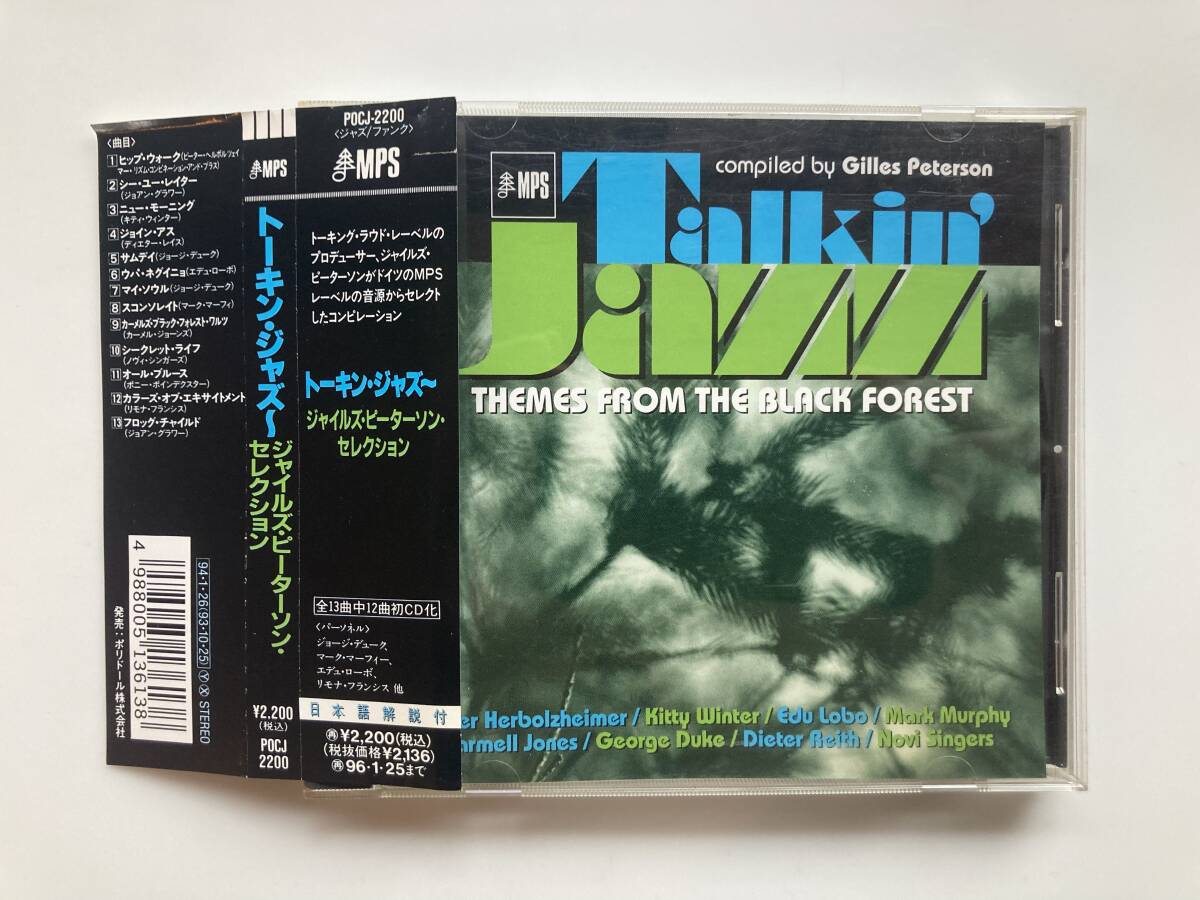 〈曲目〉
1 ヒップ・ウォーク(ピーター・ヘルボルツェイ
マー・リズム・コンビネーション・アンド・ブラス)
2 シー・ユー・レイター
(ジョアン・グラワー)
3 ニュー・モーニング
(キティ・ウィンター)
4 ジョイン・アス
(ディエター・レイス)
5 サムデイ(ジョージ・デューク)
6 ウパ・ネグイニョ(エデュ・ローボ)
7 マイ・ソウル(ジョージ・デューク)
8 スコンソレイト(マーク・マーフィ)
9 カーメルズ・ブラック・フォレスト・ワルツ
(カーメル・ジョーンズ)
10 シークレット・ライフ
(ノヴィ・シンガーズ)
11 オール・ブルース
(ポニー・ポインデクスター)
12 カラーズ・オブ・エキサイトメント
(リモナ・フランシス)
13 フロッグ・チャイルド
(ジョアン・グラワー)
4 988005 136138
94・1・26(93・10・25) Y X STEREO
発売:ポリドール株式会社
MPS
トーキン・ジャズ〜
ジャイルズ・ピーターソン・
セレクション
¥2,200
(税込)
POCJ
2200
POCJ-2200
〈ジャズ/ファンク〉
MPS
トーキング・ラウド・レーベルの
プロデューサー、ジャイルズ・
ピーターソンがドイツのMPS
レーベルの音源からセレクト
したコンピレーション
トーキン・ジャズ〜
ジャイルズ・ピーターソン・
セレクション
全13曲中12曲初CD化
〈パーソネル〉
ジョージ・デューク、
マーク・マーフィー、
エデュ・ローボ、
リモナ・フランシス 他
日本語解説付
再¥2,200(税込)
(税抜価格¥2,136)
再96・1・25まで
MPS
compiled by Gilles Peterson
Talkin'
Jazz
THEMES FROM THE BLACK FOREST
er Herbolzheimer / Kitty Winter / Edu Lobo / Mark Murphy
armell Jones / George Duke / Dieter Reith / Novi Singers